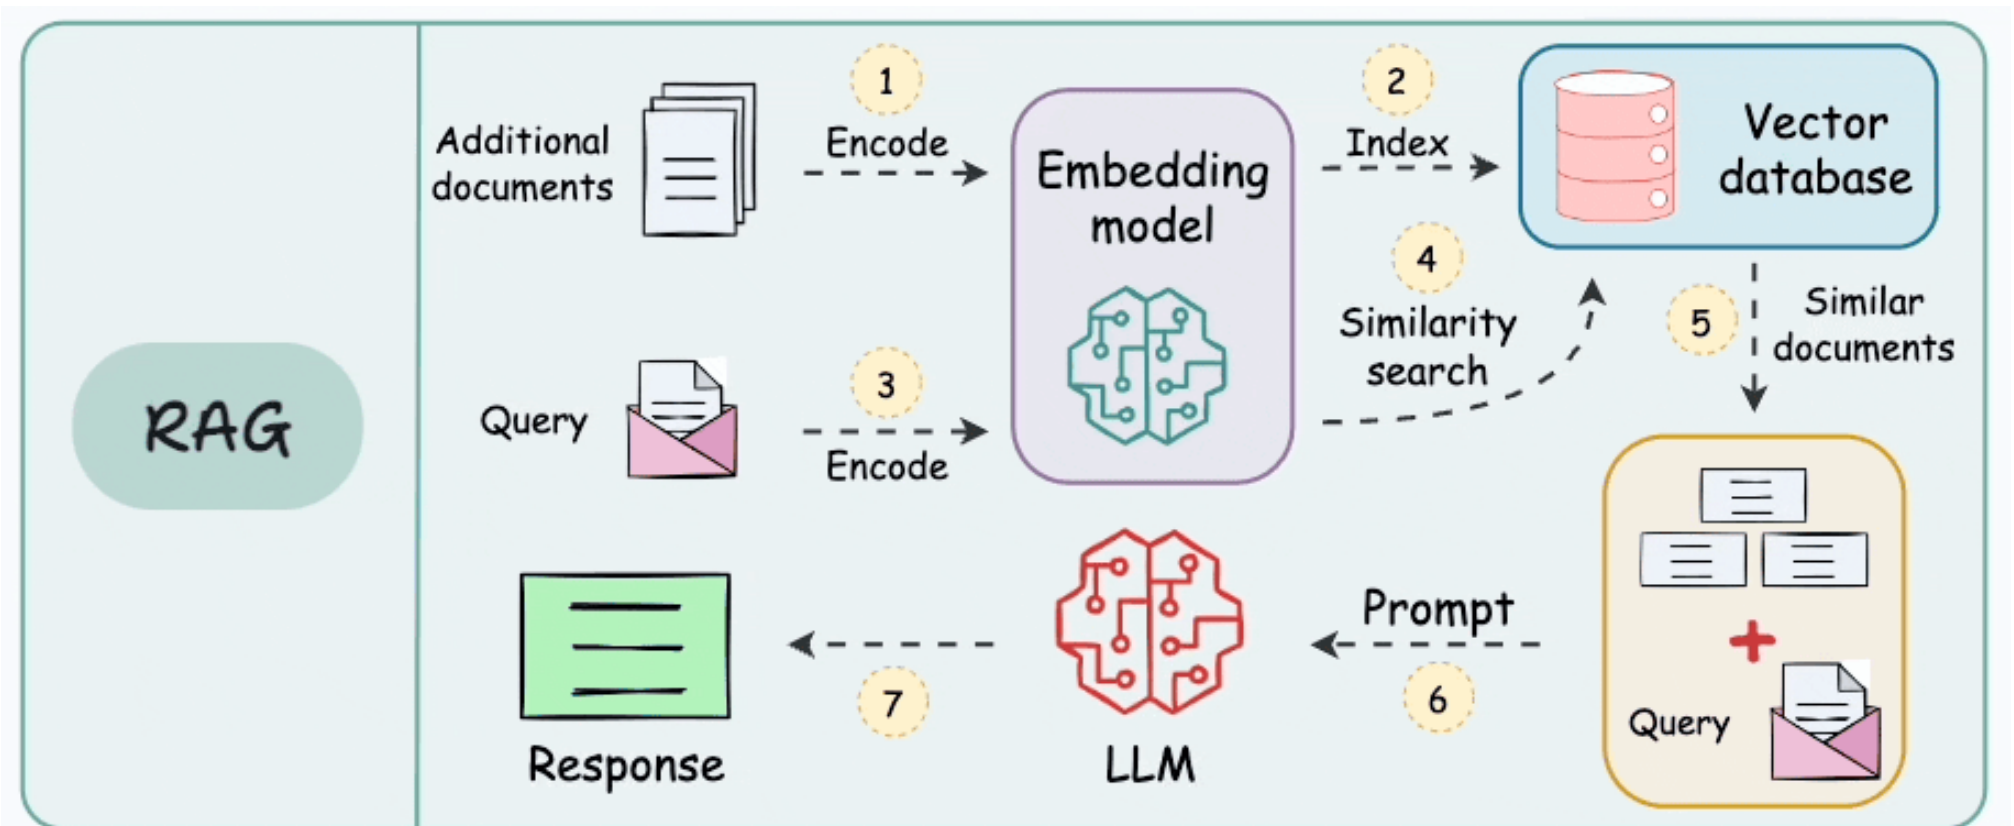 RAG
Additional
documents
1
Encode
Embedding
model
2
Index
Vector
database
Query
3
Encode
4
Similarity
search
5
Similar
documents
Query
Prompt
6
LLM
7
Response